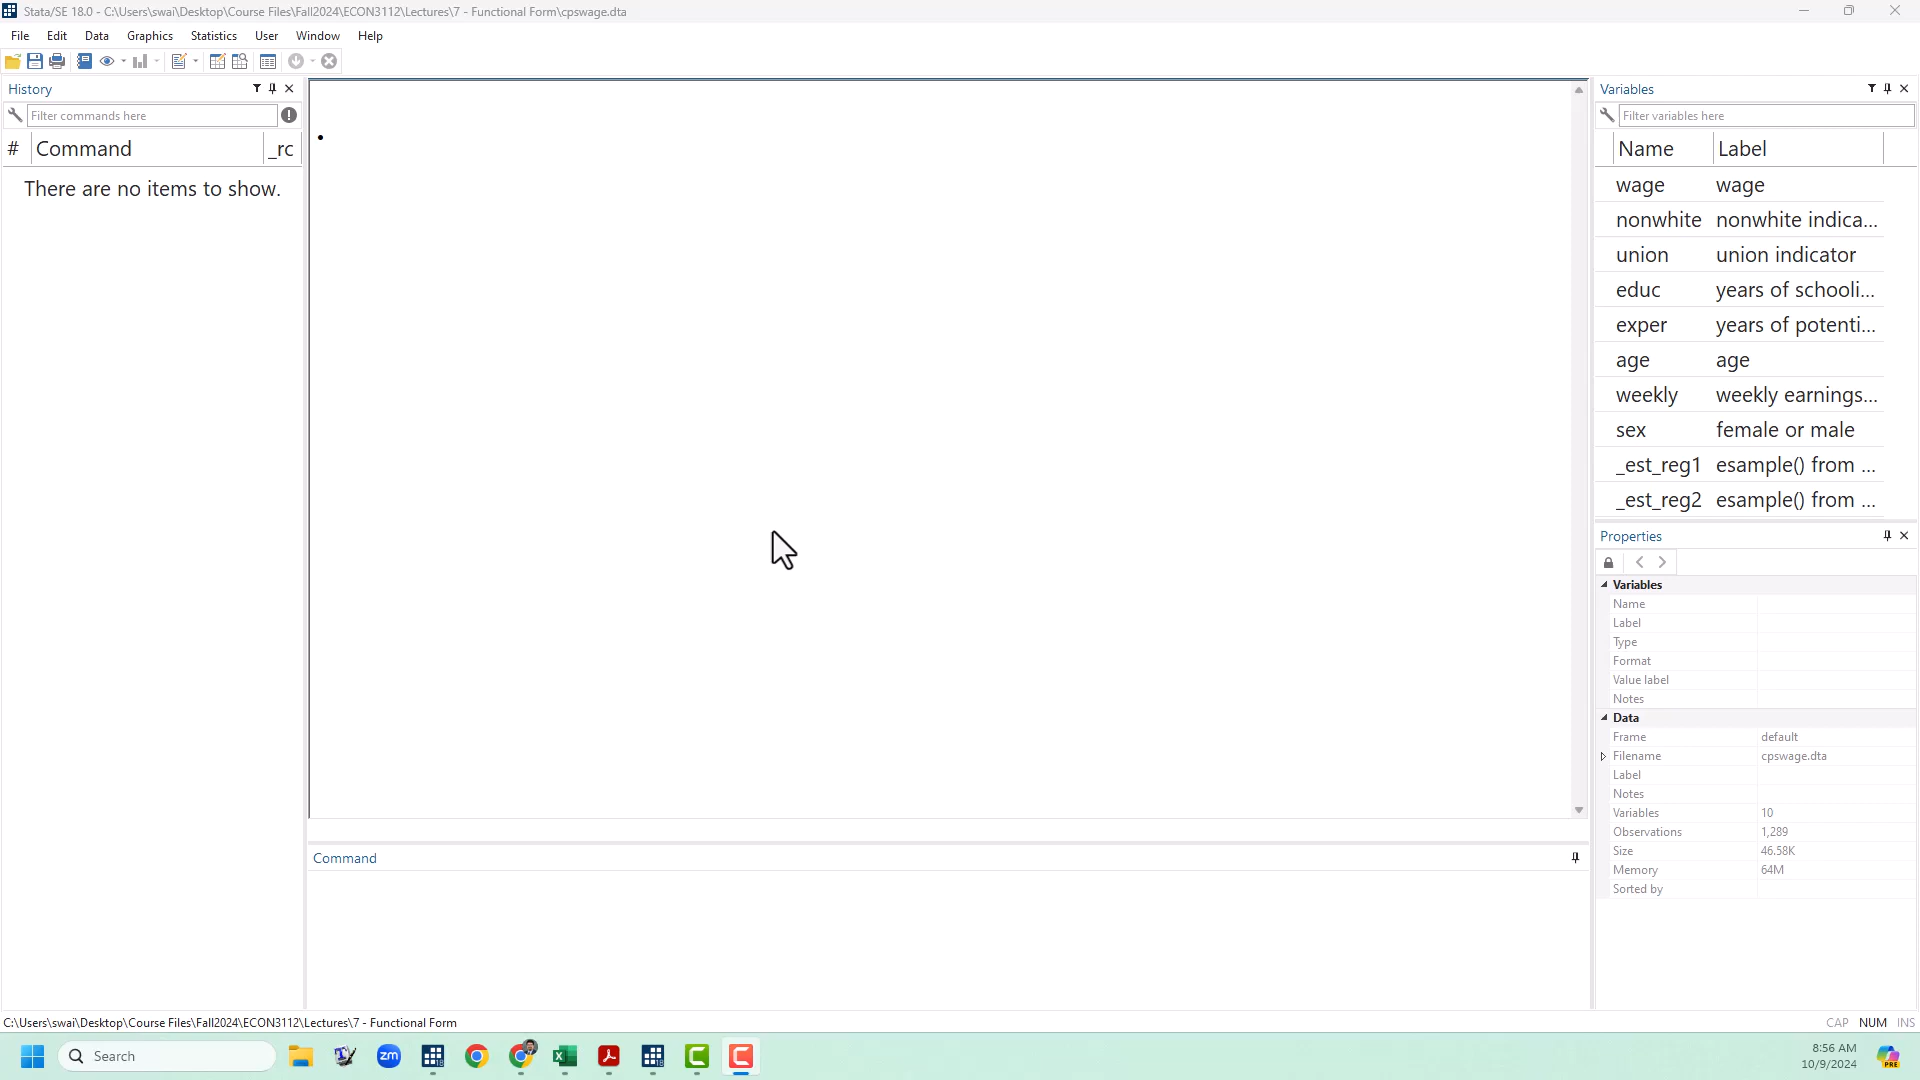 Stata/SE 18.0 - C:\Users\swai\Desktop\Course Files\Fall2024\ECON3112\Lectures\7 - Functional Form\cpswage.dta
File Edit Data Graphics Statistics User Window Help
History
Filter commands here
# Command _rc
There are no items to show.
.
Command
Variables
Filter variables here
Name Label
wage wage
nonwhite nonwhite indica...
union union indicator
educ years of schooli...
exper years of potenti...
age age
weekly weekly earnings...
sex female or male
_est_reg1 esample() from ...
_est_reg2 esample() from ...
Properties
Variables
Name
Label
Type
Format
Value label
Notes
Data
Frame default
Filename cpswage.dta
Label
Notes
Variables 10
Observations 1,289
Size 46.58K
Memory 64M
Sorted by
C:\Users\swai\Desktop\Course Files\Fall2024\ECON3112\Lectures\7 - Functional Form
CAP NUM INS
Search
zm
8:56 AM
10/9/2024
PRE